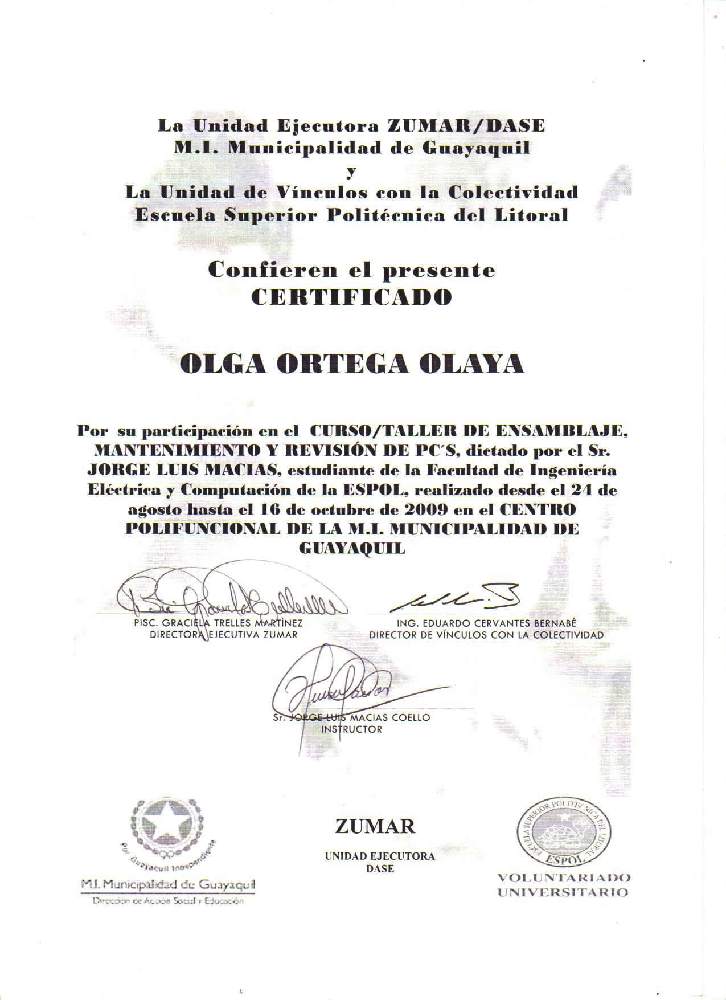 La Unidad Ejecutora ZUMAR/DASE
M.I. Municipalidad de Guayaquil
y
La Unidad de Vínculos con la Colectividad
Escuela Superior Politécnica del Litoral
Confieren el presente
CERTIFICADO
OLGA ORTEGA OLAYA
Por su participación en el CURSO/TALLER DE ENSAMBLAJE,
MANTENIMIENTO Y REVISIÓN DE PC´S, dictado por el Sr.
JORGE LUIS MACIAS, estudiante de la Facultad de Ingeniería
Eléctrica y Computación de la ESPOL, realizado desde el 24 de
agosto hasta el 16 de octubre de 2009 en el CENTRO
POLIFUNCIONAL DE LA M.I. MUNICIPALIDAD DE
GUAYAQUIL
PISC. GRACIELA TRELLES MARTÌNEZ
DIRECTORA EJECUTIVA ZUMAR
ING. EDUARDO CERVANTES BERNABÉ
DIRECTOR DE VÍNCULOS CON LA COLECTIVIDAD
Sr. JORGE LUIS MACIAS COELLO
INSTRUCTOR
Por Guayaquil Independiente
M.I. Municipalidad de Guayaquil
Dirección de Acción Social y Educación
ZUMAR
UNIDAD EJECUTORA
DASE
ESCUELA SUPERIOR POLITECNICA DEL LITORAL
ESPOL
VOLUNTARIADO
UNIVERSITARIO